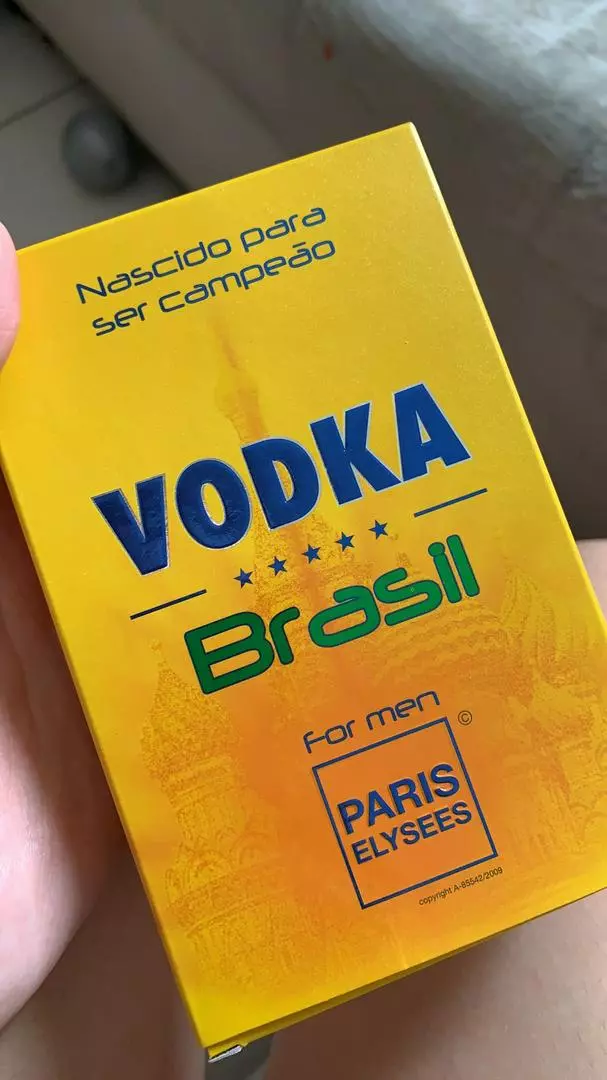 Nascido para
ser campeão
VODKA
Brasil
for men
©
PARIS
ELYSEES
copyright A-85542/2009